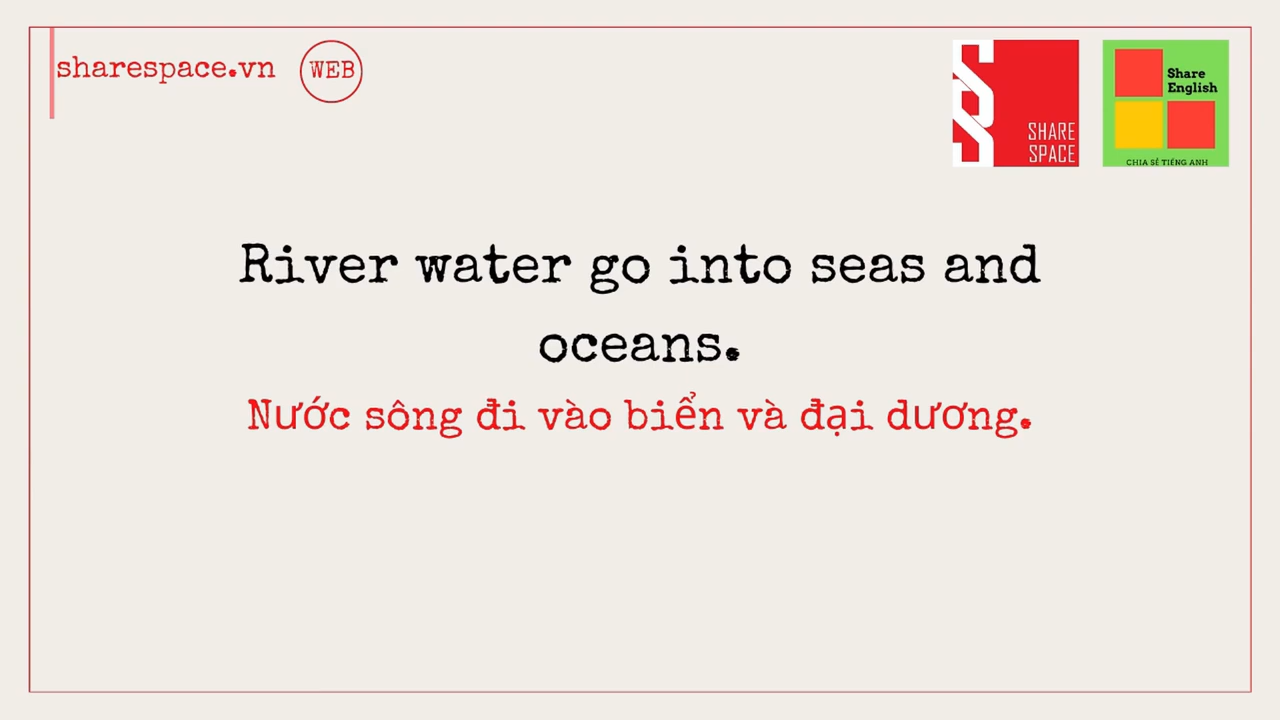 sharespace.vn WEB
SHARE
SPACE
Share
English
CHIA SẺ TIẾNG ANH
River water go into seas and
oceans.
Nước sông đi vào biển và đại dương.